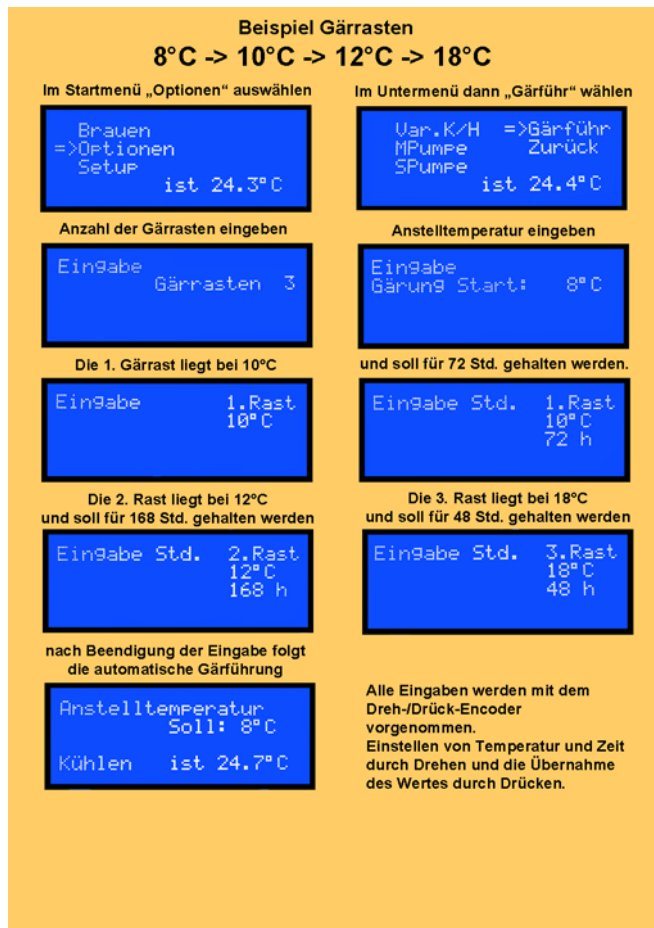 Beispiel Gärrasten
8°C -> 10°C -> 12°C -> 18°C
Im Startmenü „Optionen“ auswählen
Brauen
=>Optionen
Setup
ist 24.3°C
Im Untermenü dann „Gärführ“ wählen
Var.K/H =>Gärführ
MPumpe Zurück
SPumpe
ist 24.4°C
Anzahl der Gärrasten eingeben
Eingabe
Gärrasten 3
Anstelltemperatur eingeben
Eingabe
Gärung Start: 8°C
Die 1. Gärrast liegt bei 10°C
Eingabe 1.Rast
10°C
und soll für 72 Std. gehalten werden.
Eingabe Std. 1.Rast
10°C
72 h
Die 2. Rast liegt bei 12°C
und soll für 168 Std. gehalten werden
Eingabe Std. 2.Rast
12°C
168 h
Die 3. Rast liegt bei 18°C
und soll für 48 Std. gehalten werden
Eingabe Std. 3.Rast
18°C
48 h
nach Beendigung der Eingabe folgt
die automatische Gärführung
Anstelltemperatur
Soll: 8°C
Kühlen ist 24.7°C
Alle Eingaben werden mit dem
Dreh-/Drück-Encoder
vorgenommen.
Einstellen von Temperatur und Zeit
durch Drehen und die Übernahme
des Wertes durch Drücken.